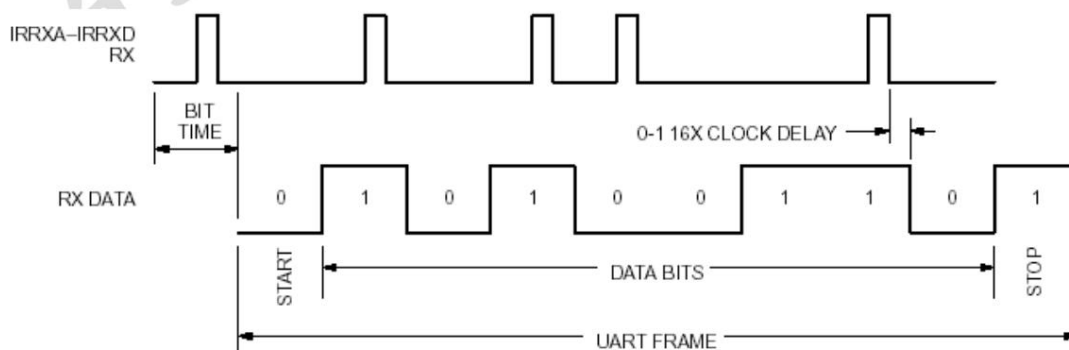 IRRXA–IRRXD
RX
BIT
TIME
0-1 16X CLOCK DELAY
RX DATA
0 1 0 1 0 0 1 1 0 1
START
DATA BITS
STOP
UART FRAME